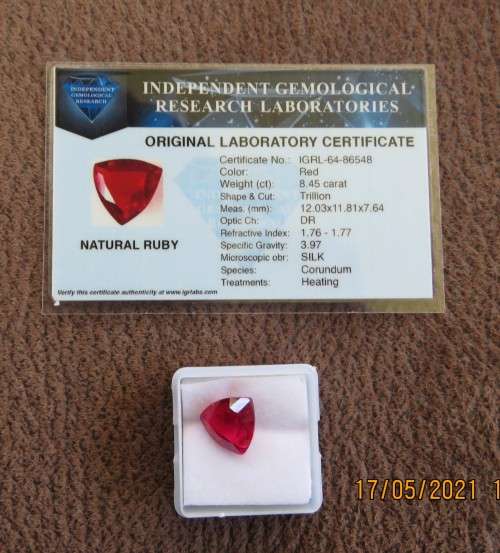 INDEPENDENT
GEMOLOGICAL
RESEARCH
INDEPENDENT GEMOLOGICAL
RESEARCH LABORATORIES
ORIGINAL LABORATORY CERTIFICATE
Certificate No.: IGRL-64-86548
Color: Red
Weight (ct): 8.45 carat
Shape & Cut: Trillion
Meas. (mm): 12.03x11.81x7.64
Optic Ch: DR
Refractive Index: 1.76 - 1.77
Specific Gravity: 3.97
Microscopic obr: SILK
Species: Corundum
Treatments: Heating
NATURAL RUBY
Verify this certificate authenticity at www.igrlabs.com
17/05/2021 1